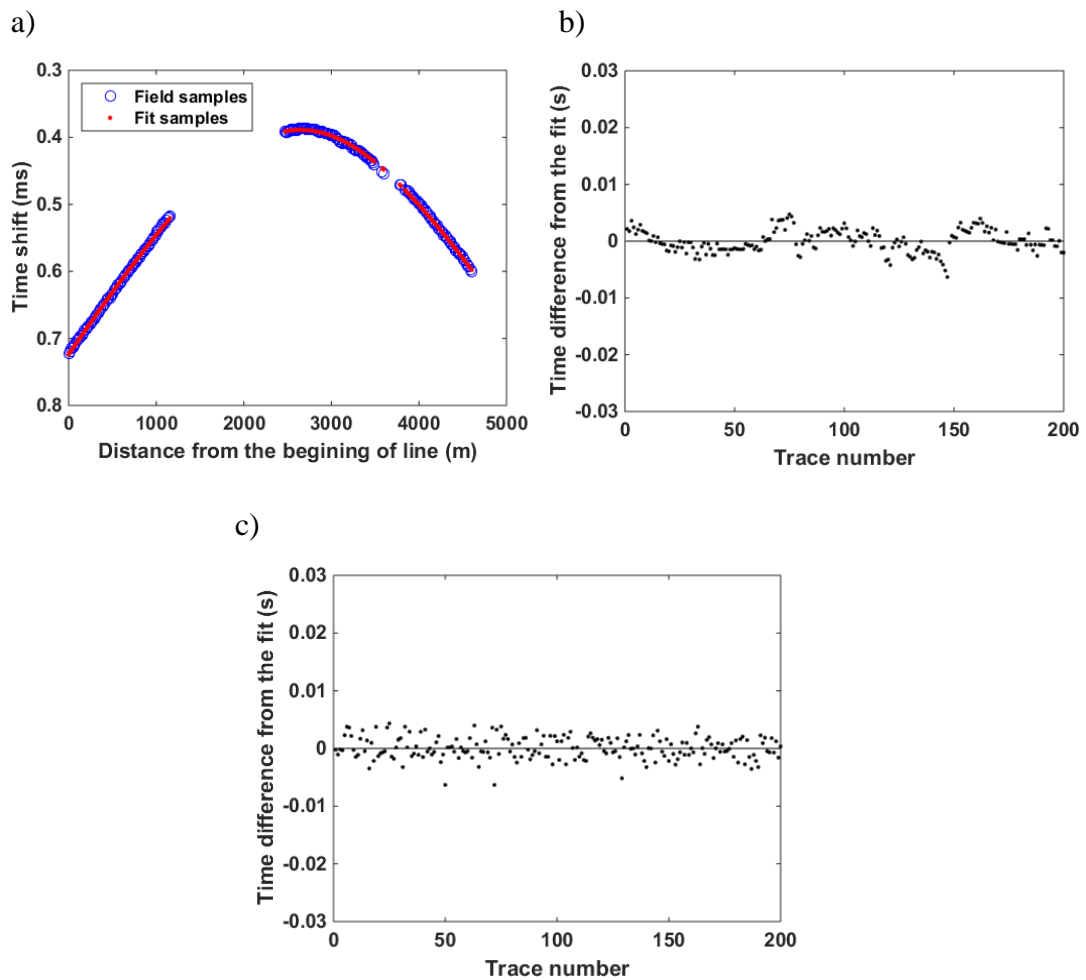 a)
0.3
0.4
0.5
0.6
0.7
0.8
Time shift (ms)
Field samples
Fit samples
0 1000 2000 3000 4000 5000
Distance from the begining of line (m)
b)
0.03
0.02
0.01
0
-0.01
-0.02
-0.03
Time difference from the fit (s)
0 50 100 150 200
Trace number
c)
0.03
0.02
0.01
0
-0.01
-0.02
-0.03
Time difference from the fit (s)
0 50 100 150 200
Trace number